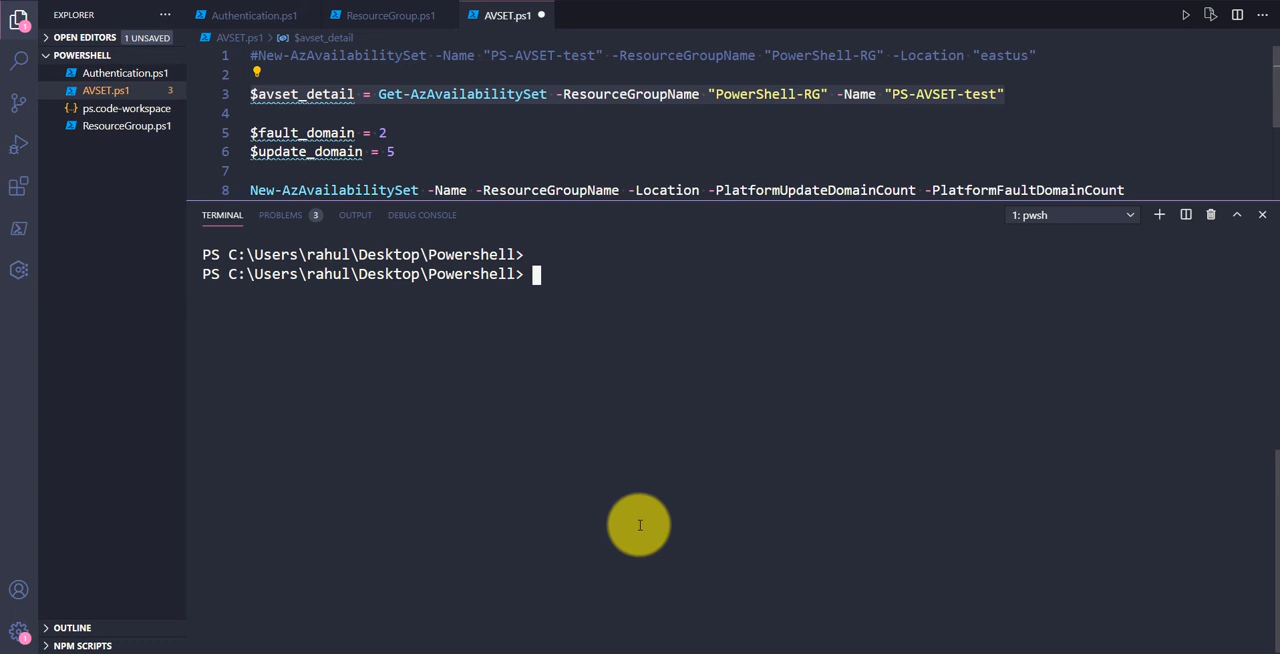 EXPLORER ...
OPEN EDITORS 1 UNSAVED
POWERSHELL
Authentication.ps1
AVSET.ps1 3
{..} ps.code-workspace
ResourceGroup.ps1
OUTLINE
NPM SCRIPTS
1
1
Authentication.ps1 ResourceGroup.ps1 AVSET.ps1
AVSET.ps1 > $avset_detail
1 #New-AzAvailabilitySet -Name "PS-AVSET-test" -ResourceGroupName "PowerShell-RG" -Location "eastus"
2
3 $avset_detail = Get-AzAvailabilitySet -ResourceGroupName "PowerShell-RG" -Name "PS-AVSET-test"
4
5 $fault_domain = 2
6 $update_domain = 5
7
8 New-AzAvailabilitySet -Name -ResourceGroupName -Location -PlatformUpdateDomainCount -PlatformFaultDomainCount
TERMINAL PROBLEMS 3 OUTPUT DEBUG CONSOLE 1: pwsh
PS C:\Users\rahul\Desktop\Powershell>
PS C:\Users\rahul\Desktop\Powershell>